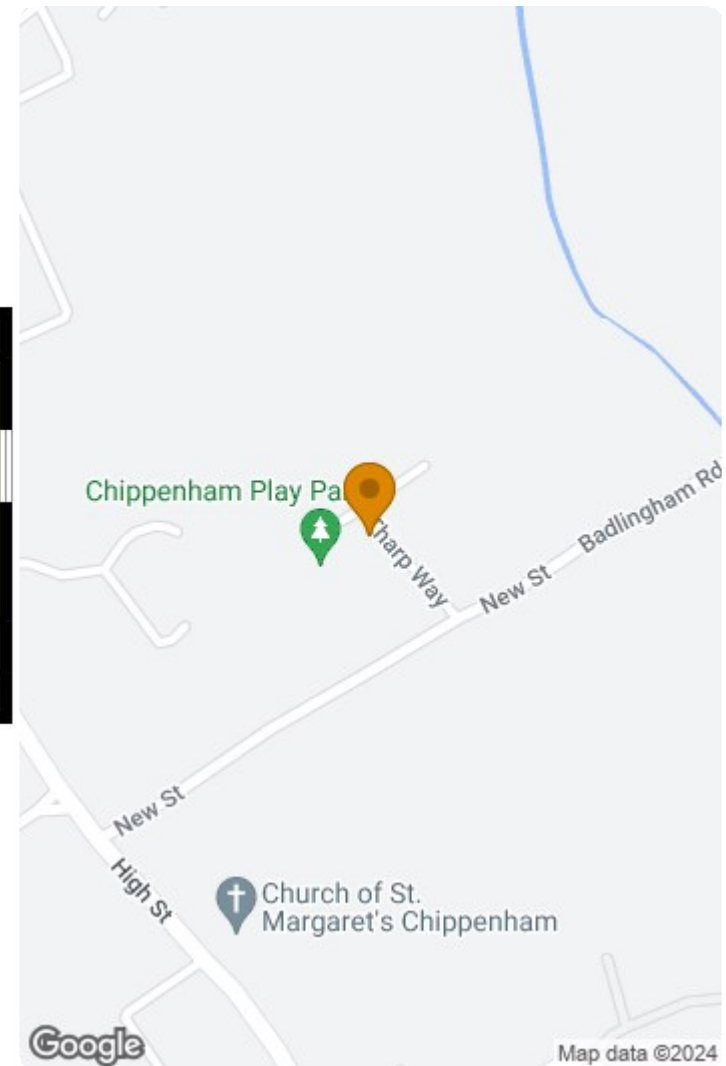 Chippenham Play Pa
Tharp Way
Badlingham Rd
New St
New St
High St
Church of St.
Margaret's Chippenham
Google
Map data ©2024